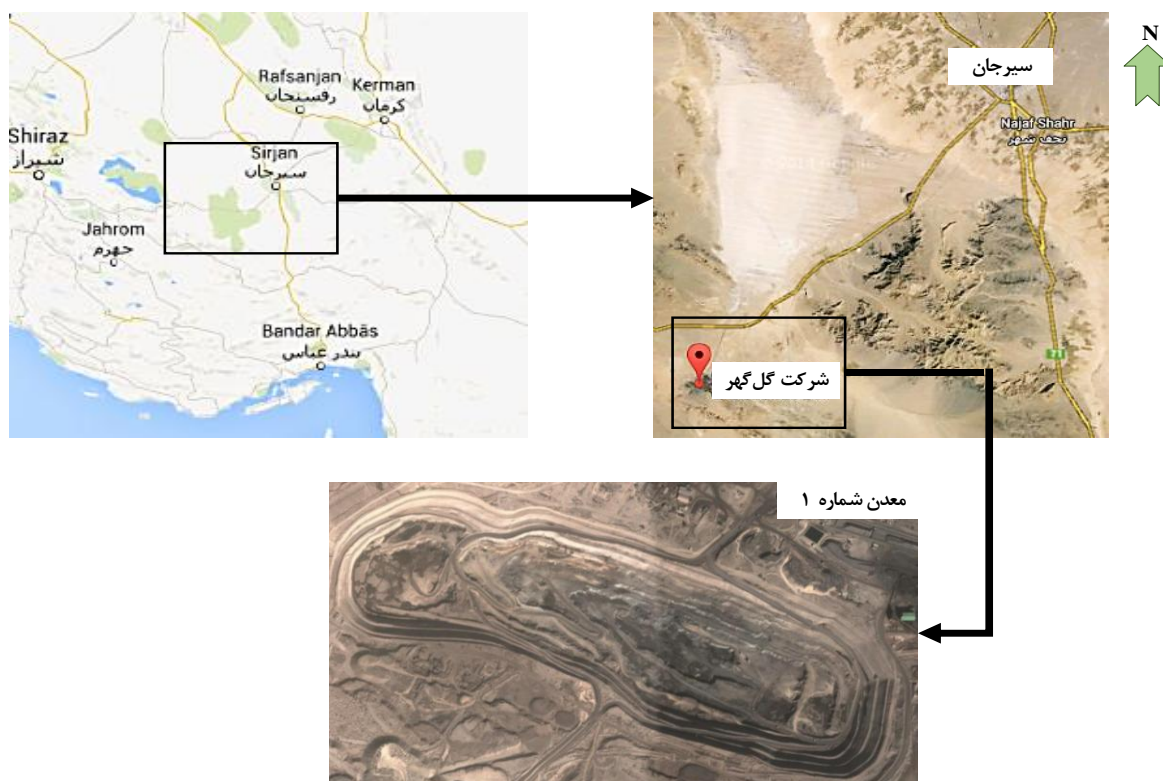 Rafsanjan
رفسنجان
Kerman
کرمان
Shiraz
شیراز
Sirjan
سیرجان
Jahrom
جهرم
Bandar Abbās
بندر عباس
N
سیرجان
Najaf Shahr
نجف شهر
71
شرکت گل‌گهر
معدن شماره ۱